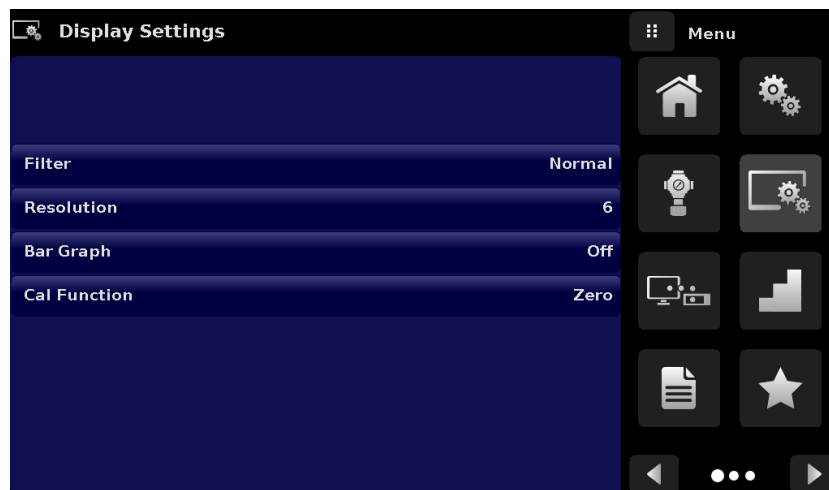 Display Settings
Menu
Filter Normal
Resolution 6
Bar Graph Off
Cal Function Zero